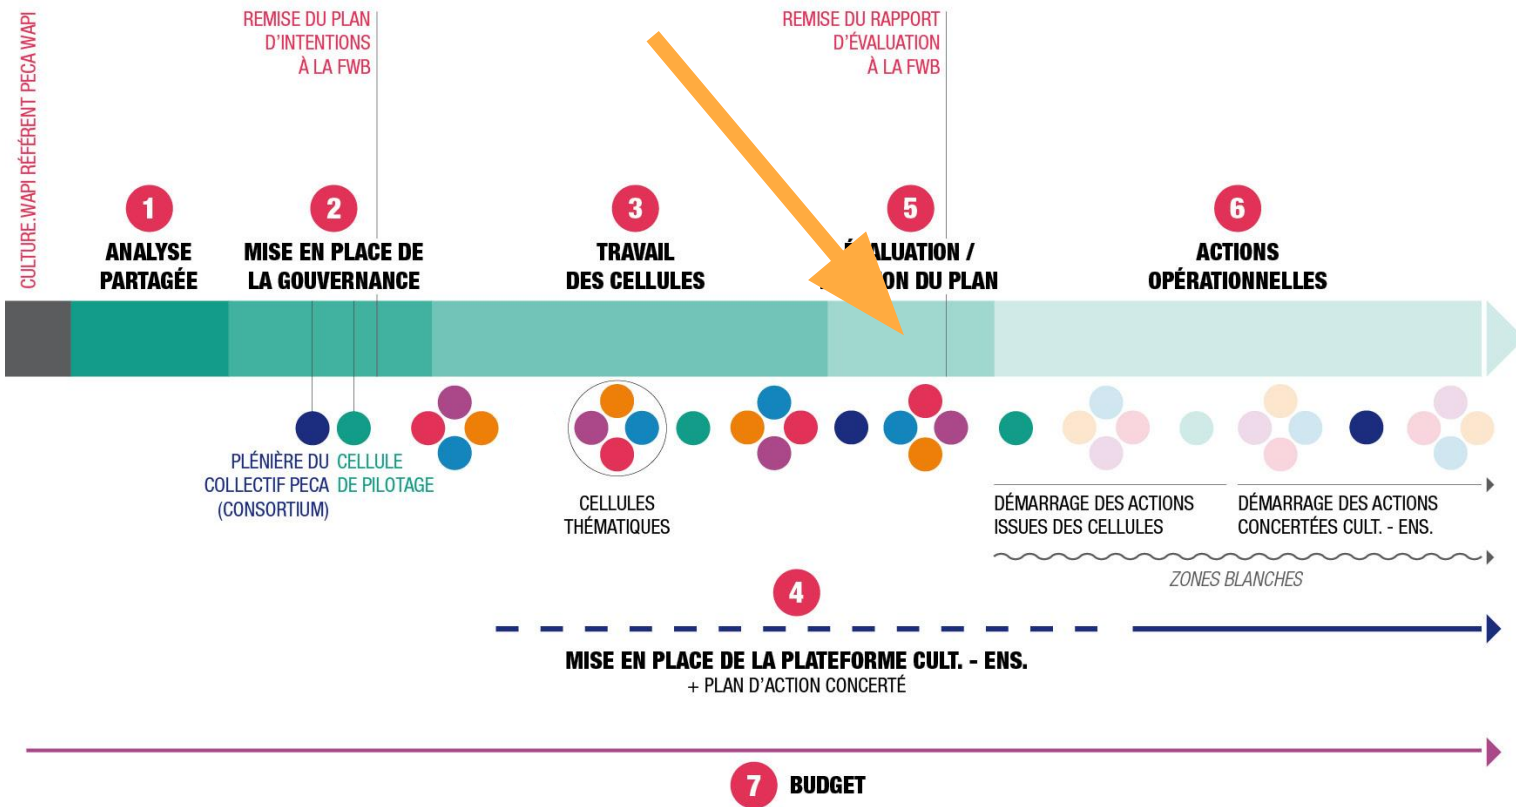 CULTURE.WAPI RÉFÉRENT PECA WAPI
REMISE DU PLAN
D'INTENTIONS
À LA FWB
REMISE DU RAPPORT
D'ÉVALUATION
À LA FWB
1
ANALYSE
PARTAGÉE
2
MISE EN PLACE DE
LA GOUVERNANCE
3
TRAVAIL
DES CELLULES
5
ÉVALUATION /
DU PLAN
6
ACTIONS
OPÉRATIONNELLES
PLÉNIÈRE DU
COLLECTIF PECA
(CONSORTIUM)
CELLULE
DE PILOTAGE
CELLULES
THÉMATIQUES
DÉMARRAGE DES ACTIONS
ISSUES DES CELLULES
DÉMARRAGE DES ACTIONS
CONCERTÉES CULT. - ENS.
ZONES BLANCHES
4
MISE EN PLACE DE LA PLATEFORME CULT. - ENS.
+ PLAN D'ACTION CONCERTÉ
7
BUDGET